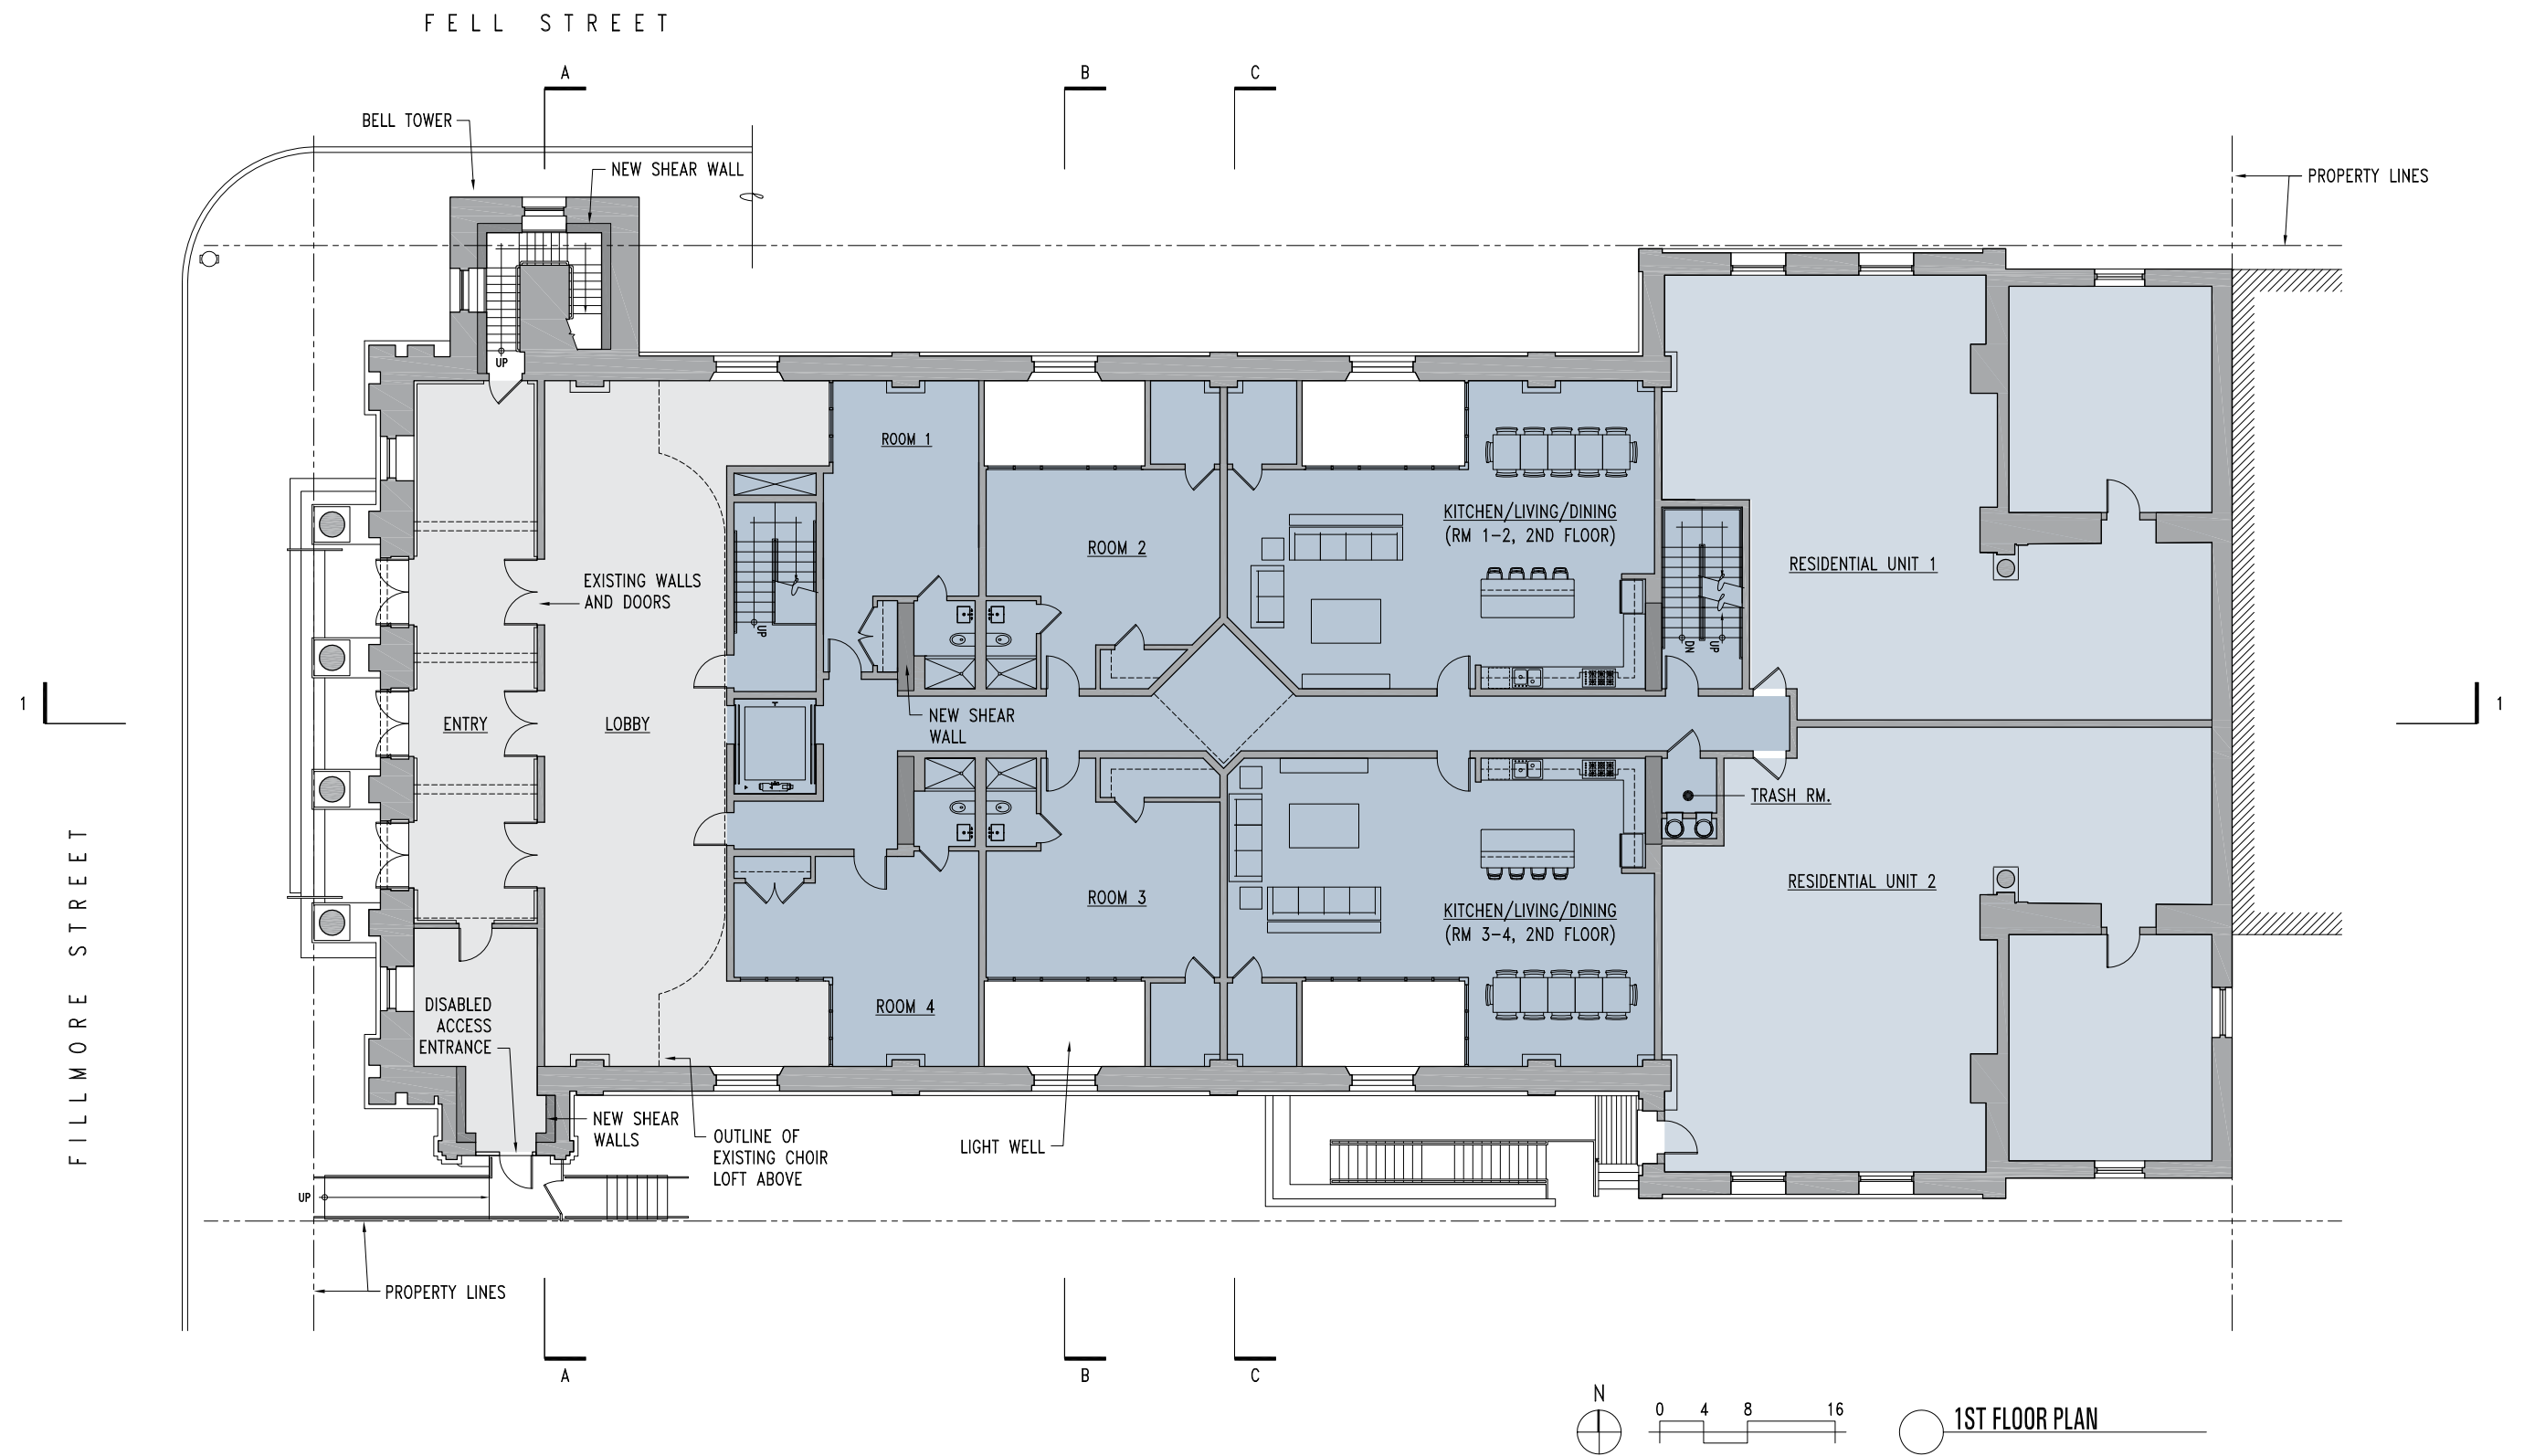 FELL STREET
A
B
C
BELL TOWER
NEW SHEAR WALL
PROPERTY LINES
UP
ROOM 1
KITCHEN/LIVING/DINING
(RM 1-2, 2ND FLOOR)
ROOM 2
RESIDENTIAL UNIT 1
EXISTING WALLS
AND DOORS
UP
DN
UP
1
1
ENTRY
LOBBY
NEW SHEAR
WALL
TRASH RM.
FILLMORE STREET
RESIDENTIAL UNIT 2
ROOM 3
KITCHEN/LIVING/DINING
(RM 3-4, 2ND FLOOR)
DISABLED
ACCESS
ENTRANCE
ROOM 4
NEW SHEAR
WALLS
OUTLINE OF
EXISTING CHOIR
LOFT ABOVE
LIGHT WELL
UP
PROPERTY LINES
A
B
C
N
0 4 8 16
1ST FLOOR PLAN